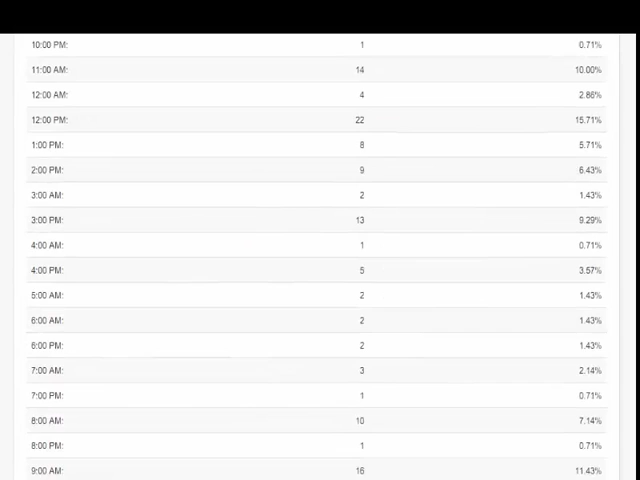 10:00 PM: 1 0.71%
11:00 AM: 14 10.00%
12:00 AM: 4 2.86%
12:00 PM: 22 15.71%
1:00 PM: 8 5.71%
2:00 PM: 9 6.43%
3:00 AM: 2 1.43%
3:00 PM: 13 9.29%
4:00 AM: 1 0.71%
4:00 PM: 5 3.57%
5:00 AM: 2 1.43%
6:00 AM: 2 1.43%
6:00 PM: 2 1.43%
7:00 AM: 3 2.14%
7:00 PM: 1 0.71%
8:00 AM: 10 7.14%
8:00 PM: 1 0.71%
9:00 AM: 16 11.43%